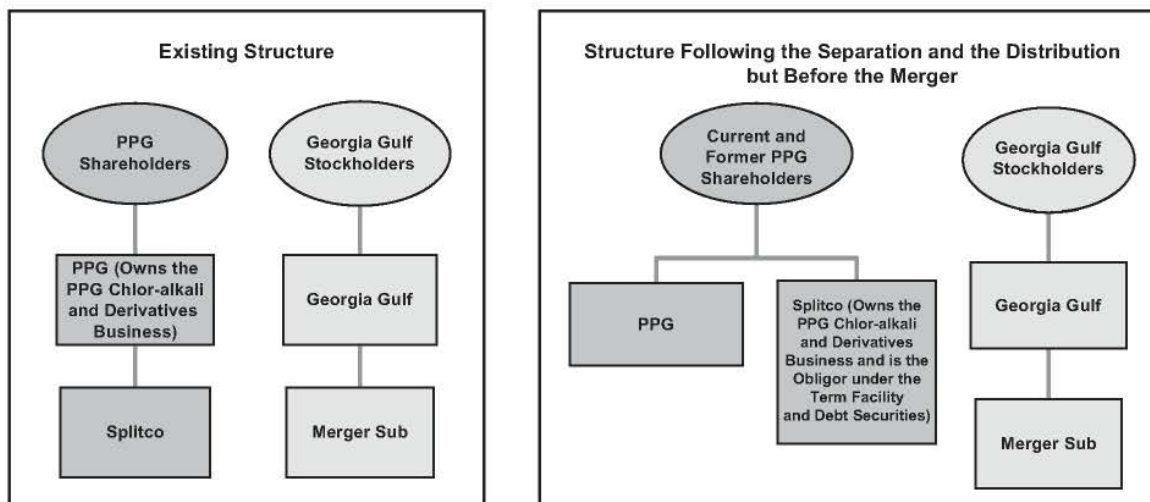 Existing Structure
PPG
Shareholders
Georgia Gulf
Stockholders
PPG (Owns the
PPG Chlor-alkali
and Derivatives
Business)
Georgia Gulf
Splitco
Merger Sub
Structure Following the Separation and the Distribution
but Before the Merger
Current and
Former PPG
Shareholders
Georgia Gulf
Stockholders
PPG
Splitco (Owns the
PPG Chlor-alkali
and Derivatives
Business and is the
Obligor under the
Term Facility
and Debt Securities)
Georgia Gulf
Merger Sub